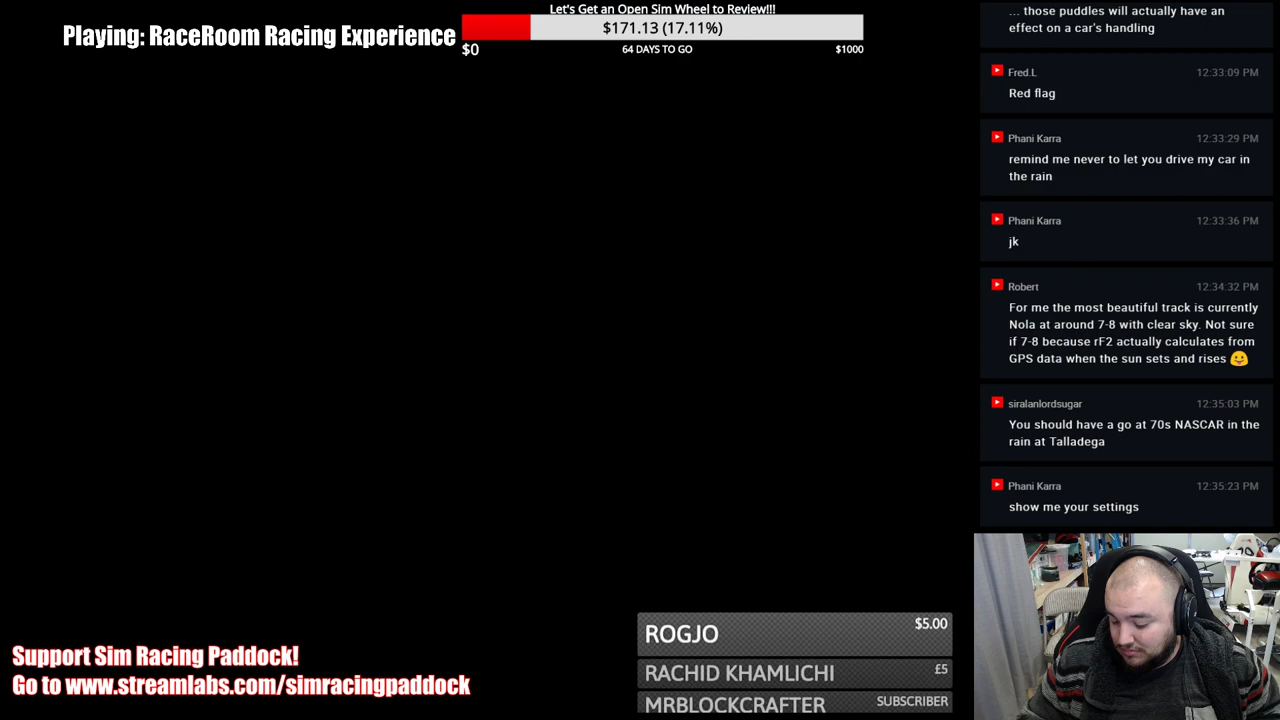 Playing: RaceRoom Racing Experience
Let's Get an Open Sim Wheel to Review!!!
$171.13 (17.11%)
$0
64 DAYS TO GO
$1000
... those puddles will actually have an
effect on a car's handling
Fred.L
12:33:09 PM
Red flag
Phani Karra
12:33:29 PM
remind me never to let you drive my car in
the rain
Phani Karra
12:33:36 PM
jk
Robert
12:34:32 PM
For me the most beautiful track is currently
Nola at around 7-8 with clear sky. Not sure
if 7-8 because rF2 actually calculates from
GPS data when the sun sets and rises
siralanlordsugar
12:35:03 PM
You should have a go at 70s NASCAR in the
rain at Talladega
Phani Karra
12:35:23 PM
show me your settings
ROGJO
$5.00
RACHID KHAMLICHI
£5
MRBLOCKCRAFTER
SUBSCRIBER
Support Sim Racing Paddock!
Go to www.streamlabs.com/simracingpaddock